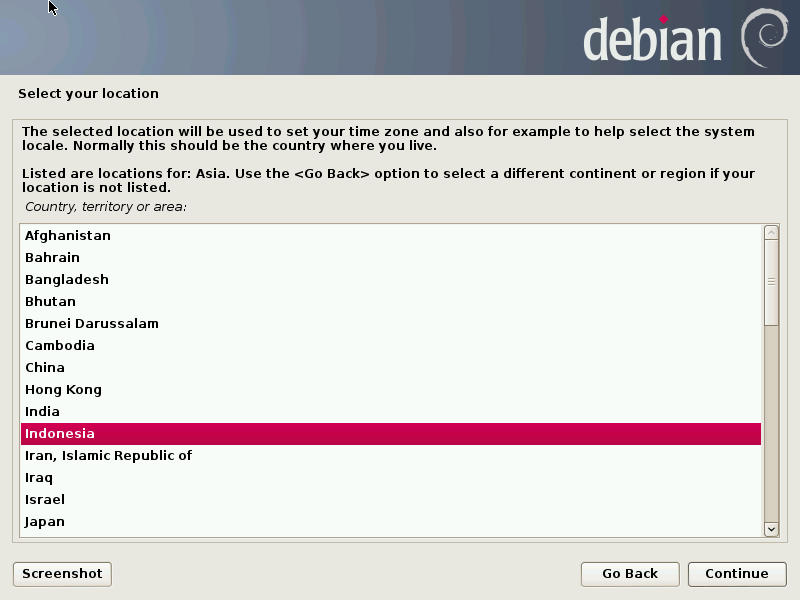 debian
Select your location
The selected location will be used to set your time zone and also for example to help select the system
locale. Normally this should be the country where you live.
Listed are locations for: Asia. Use the <Go Back> option to select a different continent or region if your
location is not listed.
Country, territory or area:
Afghanistan
Bahrain
Bangladesh
Bhutan
Brunei Darussalam
Cambodia
China
Hong Kong
India
Indonesia
Iran, Islamic Republic of
Iraq
Israel
Japan
Screenshot
Go Back
Continue